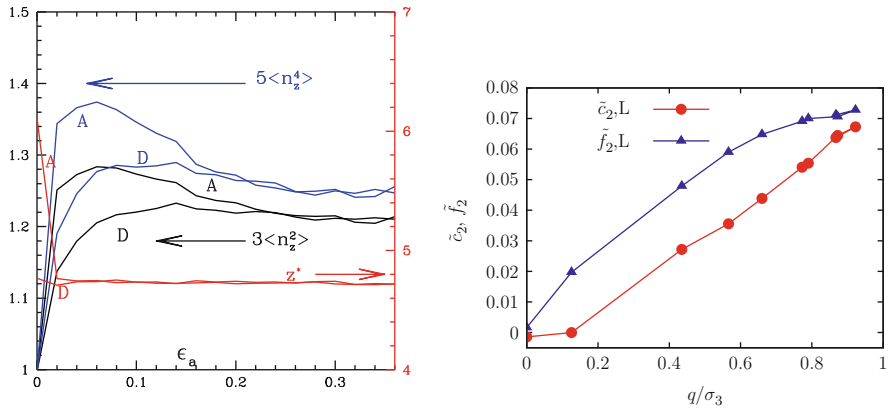 1.5
1.4
1.3
1.2
1.1
1
0
0.1
0.2
0.3
7
6
5
4
5<n_z^4>
A
D
A
A
D
3<n_z^2>
z*
D
ϵ_a
0.08
0.07
0.06
0.05
0.04
0.03
0.02
0.01
0
0
0.2
0.4
0.6
0.8
1
c̃_2,L
f̃_2,L
c̃_2, f̃_2
q/σ_3